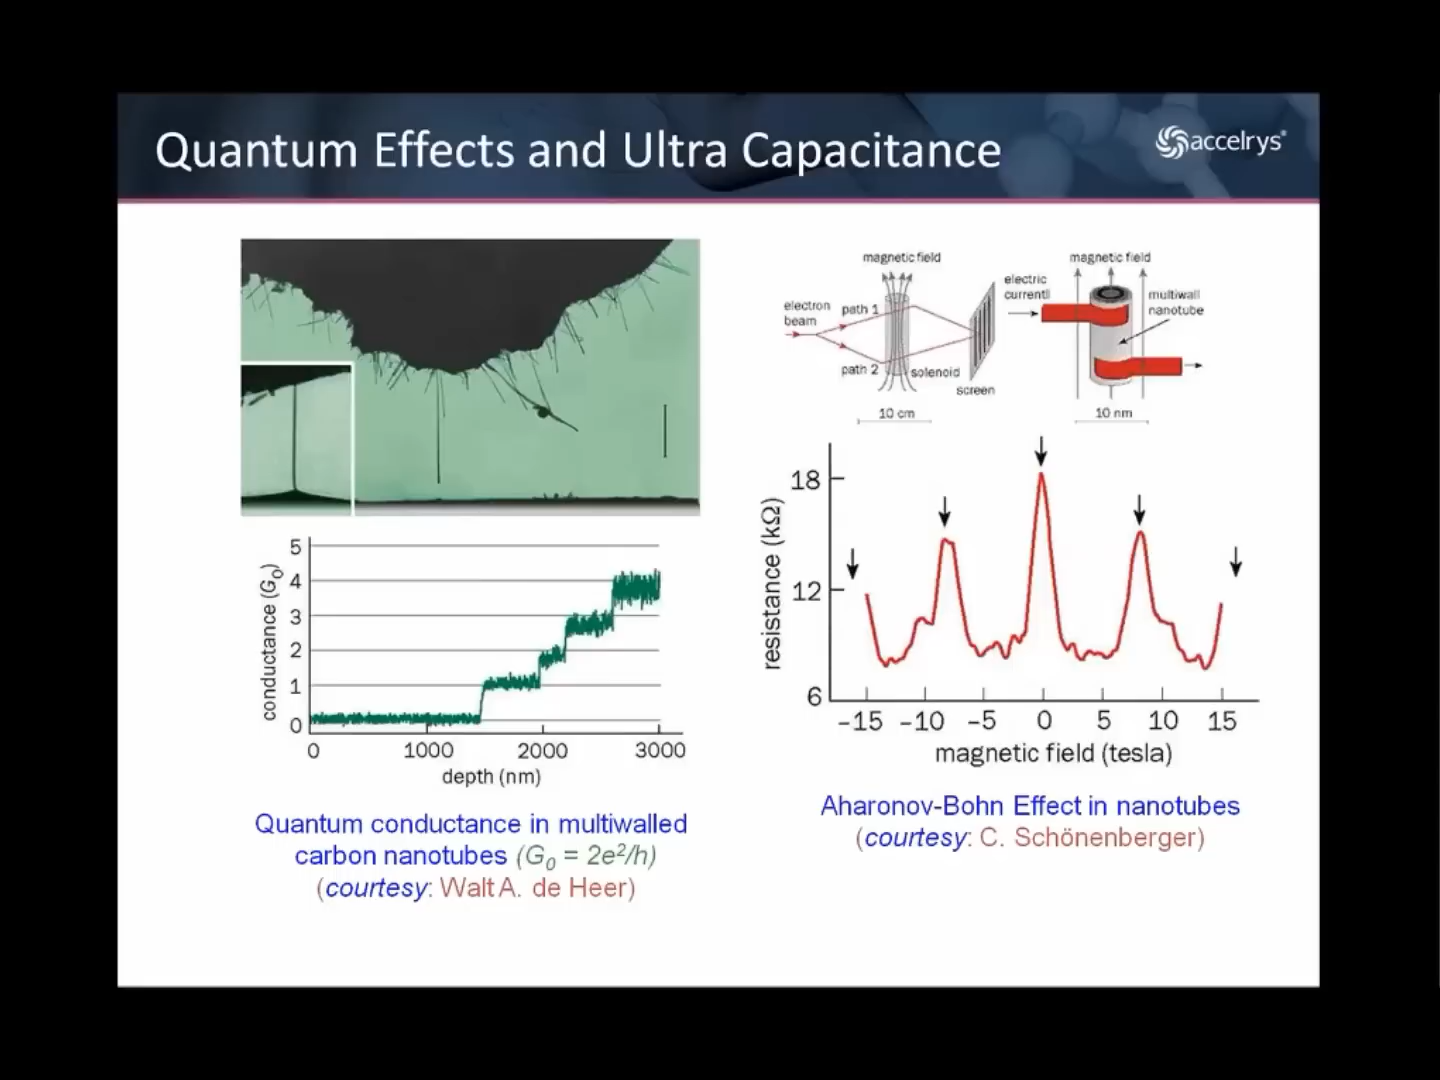 Quantum Effects and Ultra Capacitance
accelrys®
magnetic field
electron
beam
path 1
path 2
solenoid
screen
10 cm
magnetic field
electric
currentl
multiwall
nanotube
10 nm
conductance (G₀)
5
4
3
2
1
0
0 1000 2000 3000
depth (nm)
Quantum conductance in multiwalled
carbon nanotubes (G₀ = 2e²/h)
(courtesy: Walt A. de Heer)
resistance (kΩ)
18
12
6
–15 –10 –5 0 5 10 15
magnetic field (tesla)
Aharonov-Bohn Effect in nanotubes
(courtesy: C. Schönenberger)